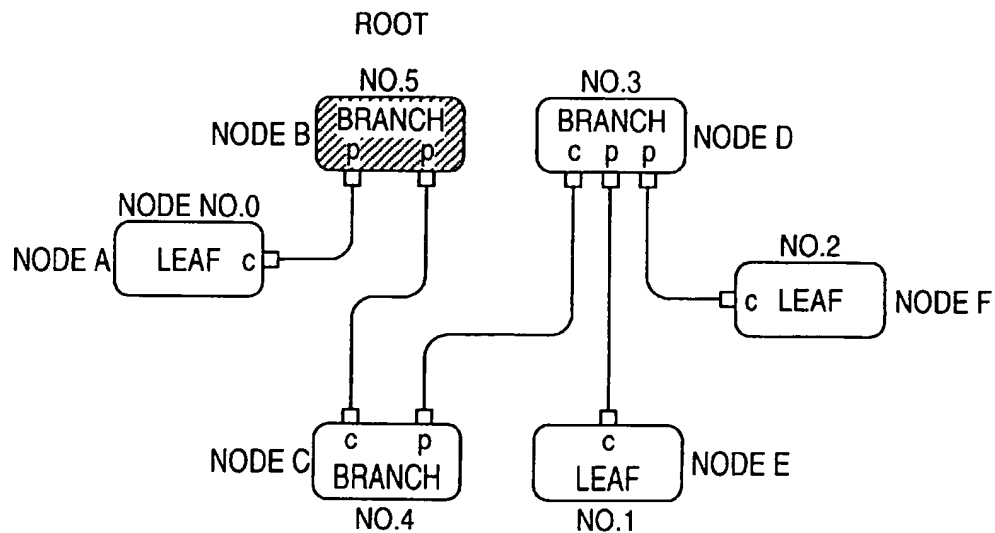 ROOT
NO.5
NODE B
BRANCH
p p
NO.3
BRANCH
c p p
NODE D
NODE NO.0
NODE A
LEAF c
NO.2
c LEAF
NODE F
NODE C
c p
BRANCH
NO.4
c
LEAF
NODE E
NO.1